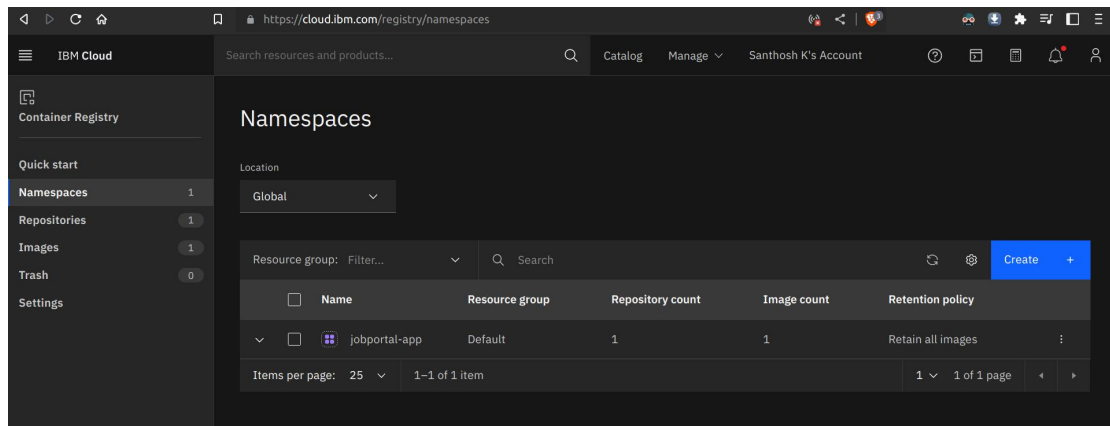 https://cloud.ibm.com/registry/namespaces
3
IBM Cloud
Search resources and products...
Catalog
Manage
Santhosh K's Account
Container Registry
Quick start
Namespaces 1
Repositories 1
Images 1
Trash 0
Settings
Namespaces
Location
Global
Resource group: Filter...
Search
Create +
Name Resource group Repository count Image count Retention policy
jobportal-app Default 1 1 Retain all images
Items per page: 25 1–1 of 1 item 1 1 of 1 page